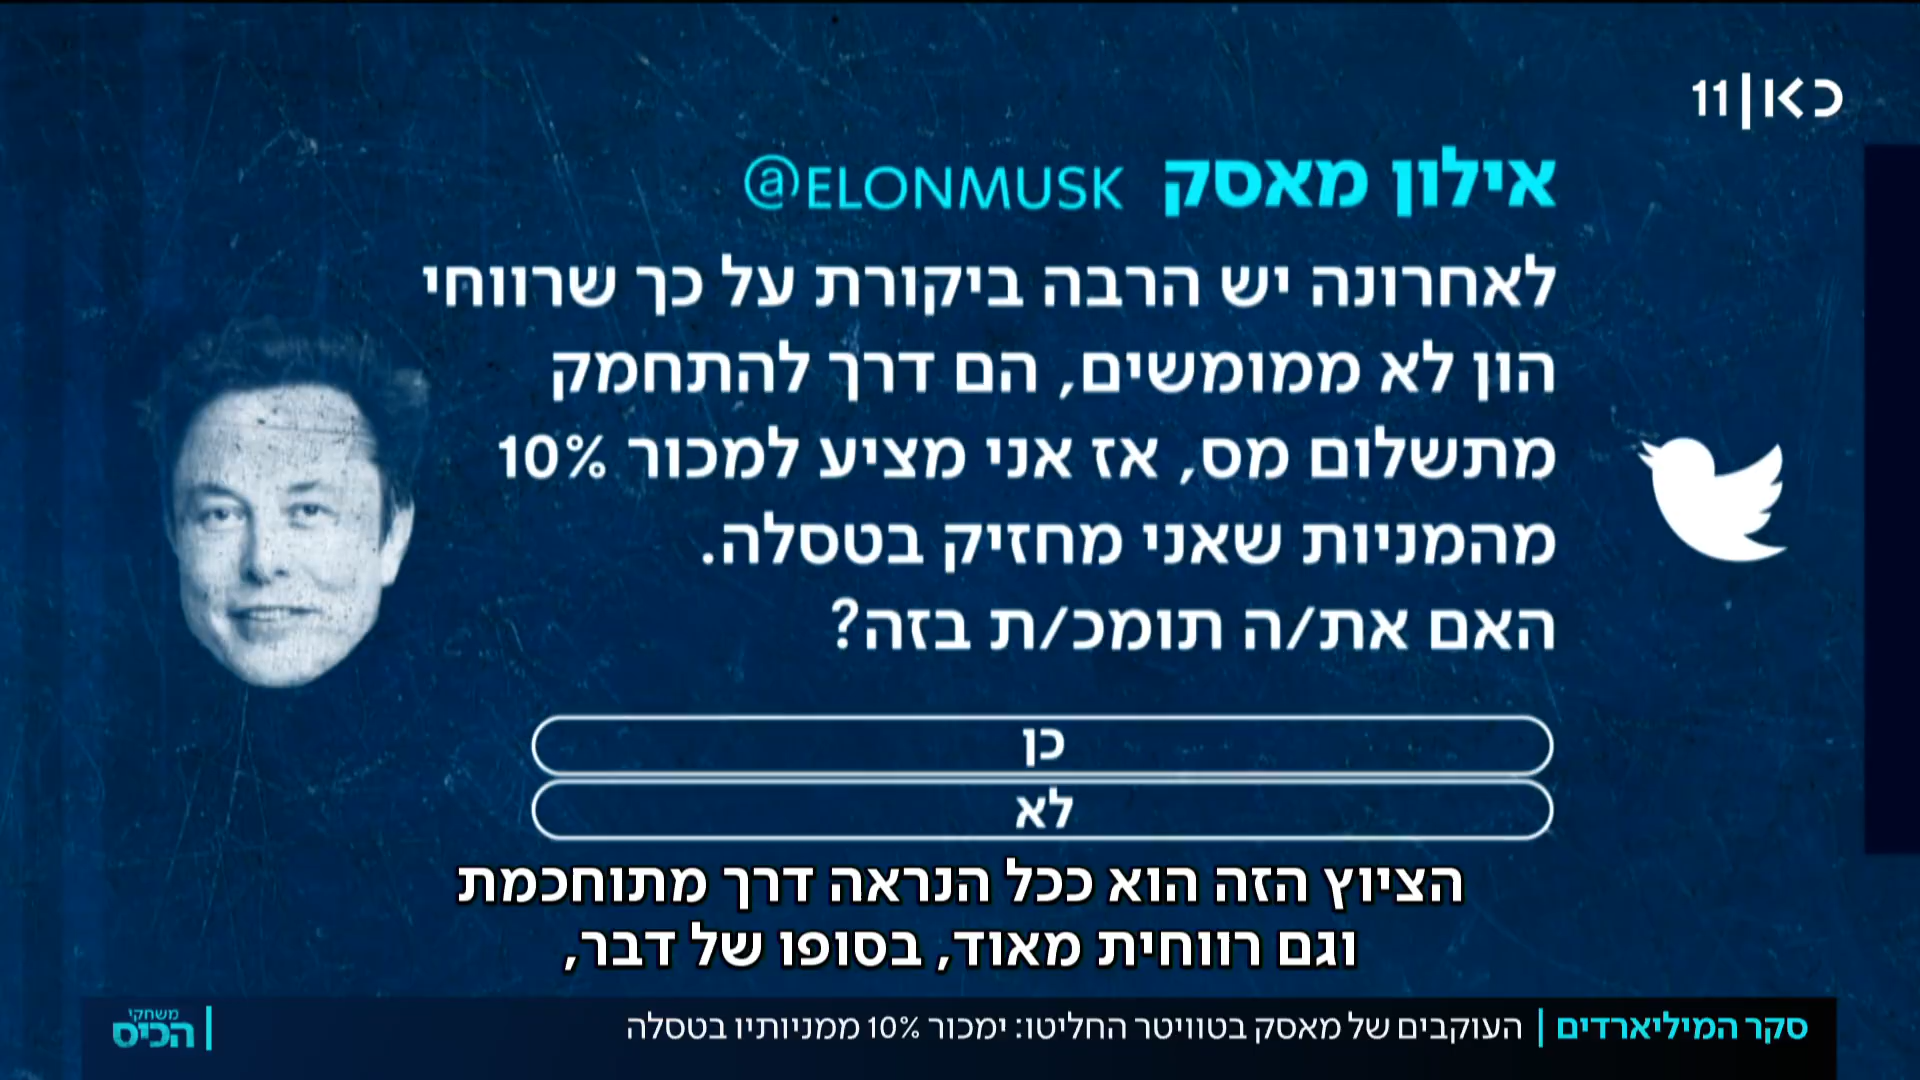 כאן 11
אילון מאסק @ELONMUSK
לאחרונה יש הרבה ביקורת על כך שרווחי
הון לא ממומשים, הם דרך להתחמק
מתשלום מס, אז אני מציע למכור 10%
מהמניות שאני מחזיק בטסלה.
האם את/ה תומכ/ת בזה?
כן
לא
הציוץ הזה הוא ככל הנראה דרך מתוחכמת
וגם רווחית מאוד, בסופו של דבר,
סקר המיליארדים | העוקבים של מאסק בטוויטר החליטו: ימכור 10% ממניותיו בטסלה
משחקי
הכיס